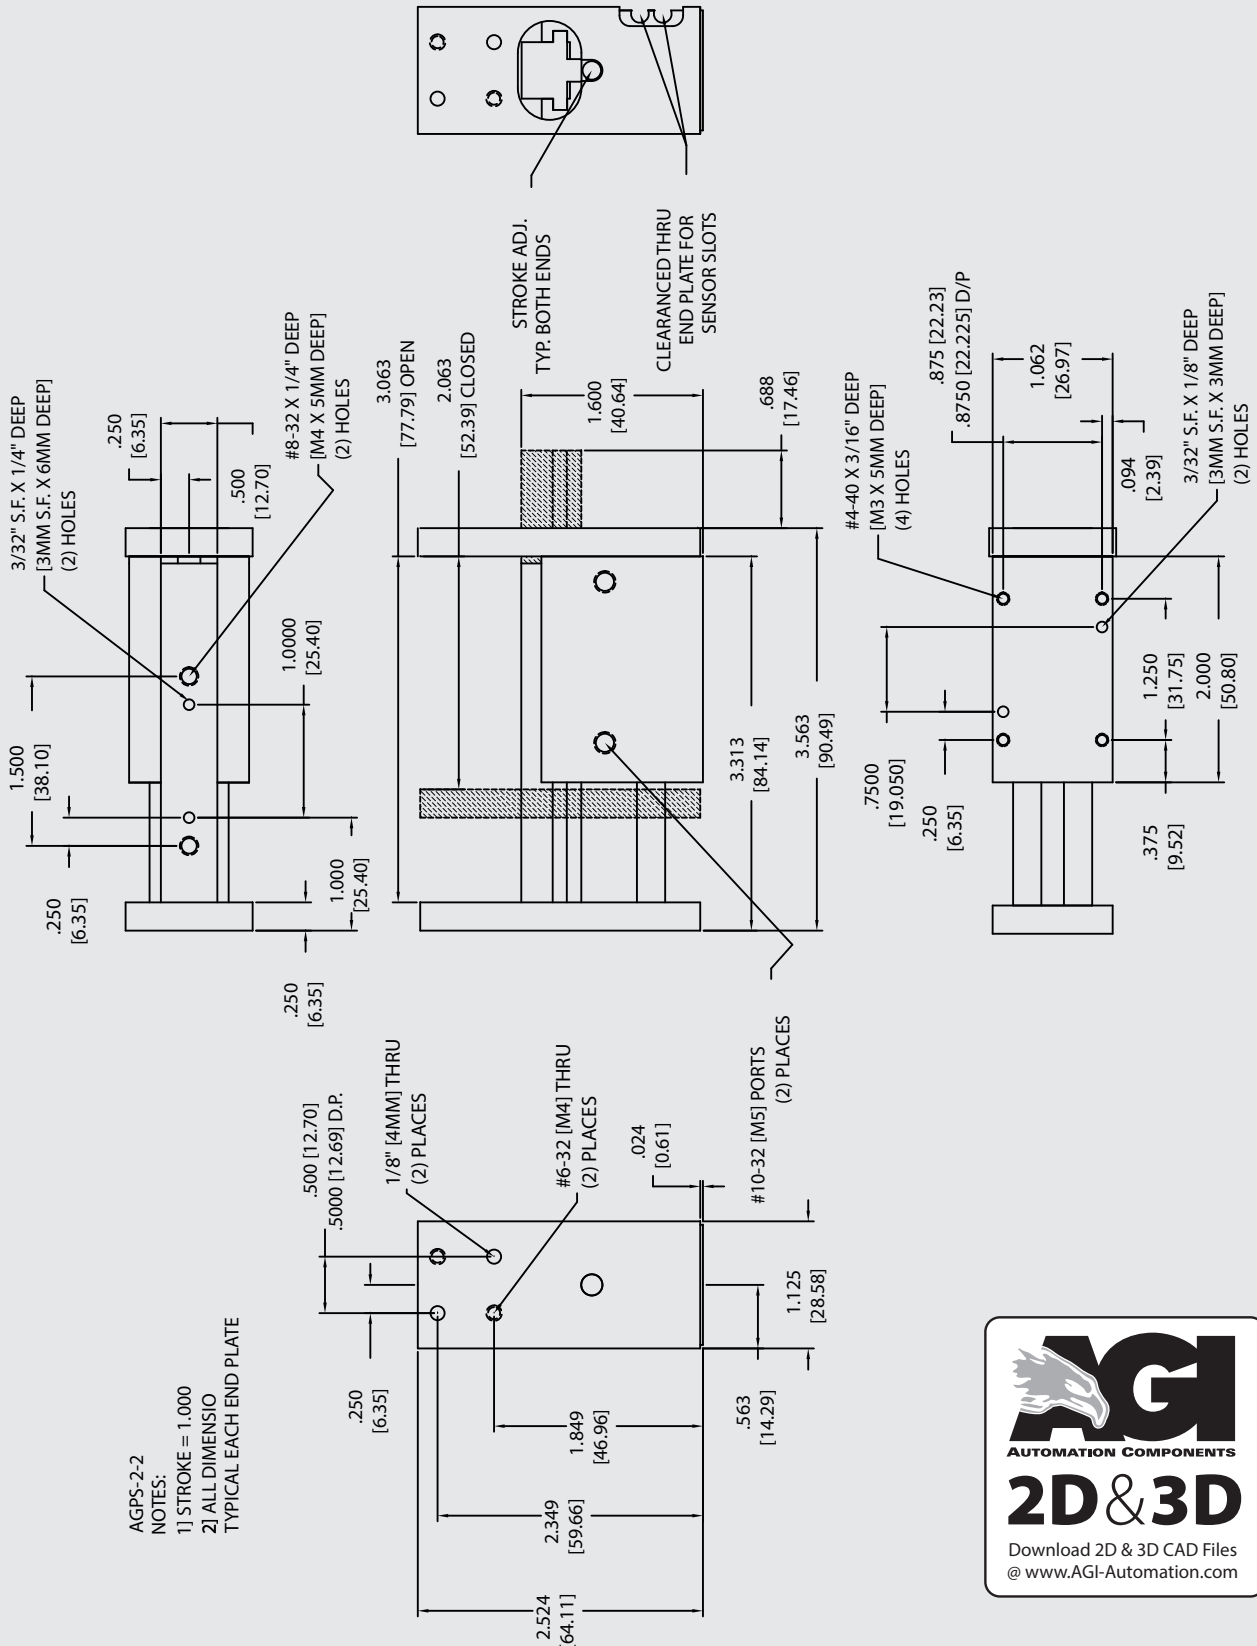 AGPS-2-2
NOTES:
1] STROKE = 1.000
2] ALL DIMENSIO
TYPICAL EACH END PLATE
3/32" S.F. X 1/4" DEEP
[3MM S.F. X 6MM DEEP]
(2) HOLES
.250
[6.35]
.500
[12.70]
#8-32 X 1/4" DEEP
[M4 X 5MM DEEP]
(2) HOLES
1.500
[38.10]
1.0000
[25.40]
.250
[6.35]
1.000
[25.40]
.250
[6.35]
STROKE ADJ.
TYP. BOTH ENDS
CLEARANCED THRU
END PLATE FOR
SENSOR SLOTS
3.063
[77.79] OPEN
2.063
[52.39] CLOSED
1.600
[40.64]
.688
[17.46]
3.313
[84.14]
3.563
[90.49]
#10-32 [M5] PORTS
(2) PLACES
.500 [12.70]
.5000 [12.69] D.P.
1/8" [4MM] THRU
(2) PLACES
#6-32 [M4] THRU
(2) PLACES
.024
[0.61]
.250
[6.35]
1.849
[46.96]
2.349
[59.66]
2.524
[64.11]
.563
[14.29]
1.125
[28.58]
#4-40 X 3/16" DEEP
[M3 X 5MM DEEP]
(4) HOLES
.875 [22.23]
.8750 [22.225] D/P
1.062
[26.97]
.094
[2.39]
3/32" S.F. X 1/8" DEEP
[3MM S.F. X 3MM DEEP]
(2) HOLES
.7500
[19.050]
.250
[6.35]
1.250
[31.75]
2.000
[50.80]
.375
[9.52]
AGI
AUTOMATION COMPONENTS
2D & 3D
Download 2D & 3D CAD Files
@ www.AGI-Automation.com